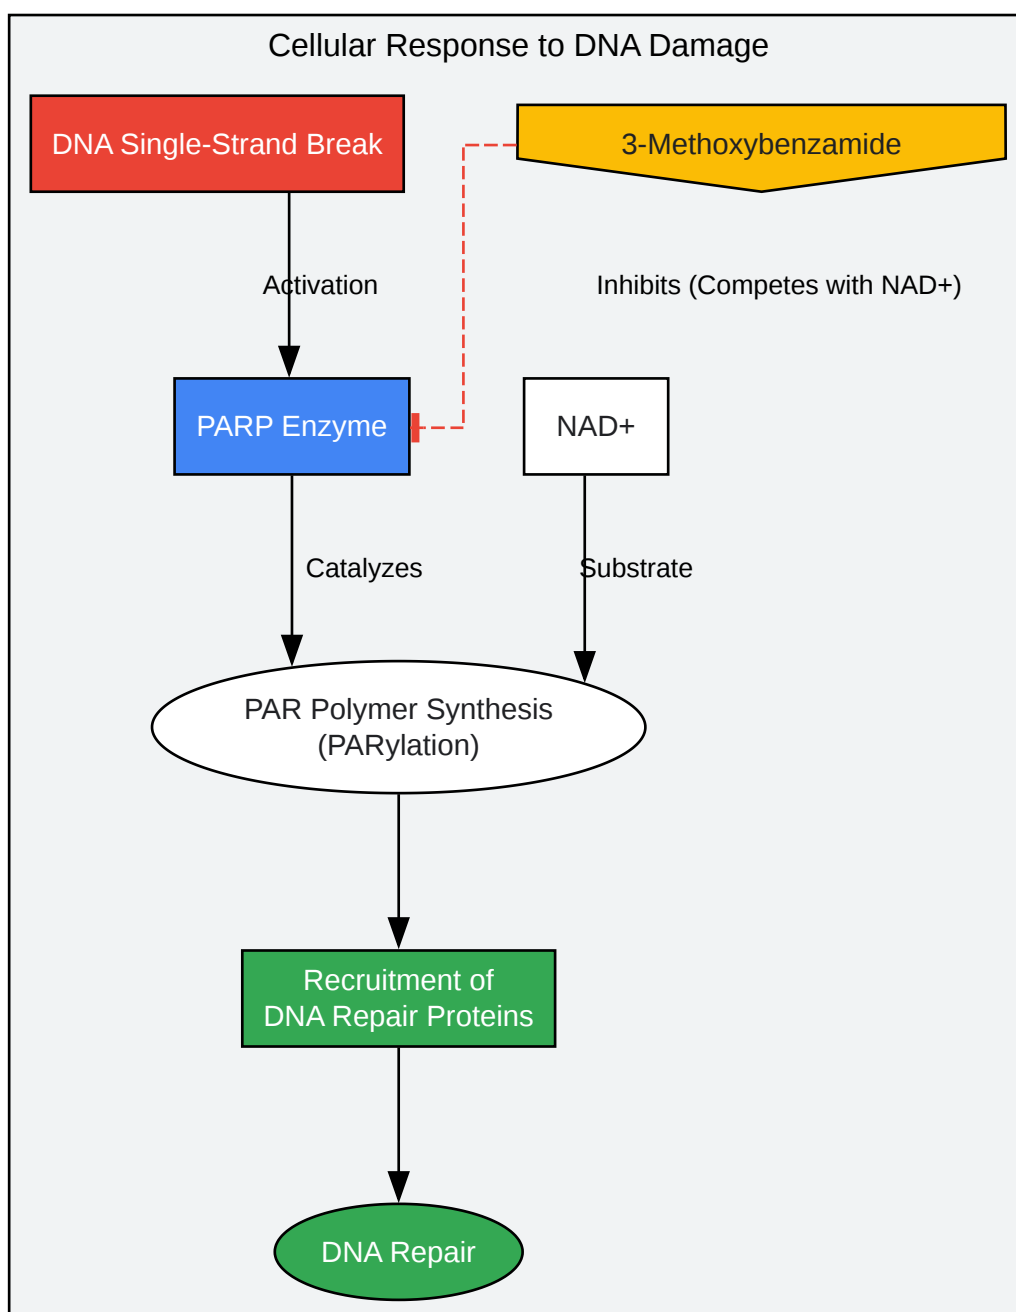 Cellular Response to DNA Damage
DNA Single-Strand Break
3-Methoxybenzamide
Activation
Inhibits (Competes with NAD+)
PARP Enzyme
NAD+
Catalyzes
Substrate
PAR Polymer Synthesis
(PARylation)
Recruitment of
DNA Repair Proteins
DNA Repair